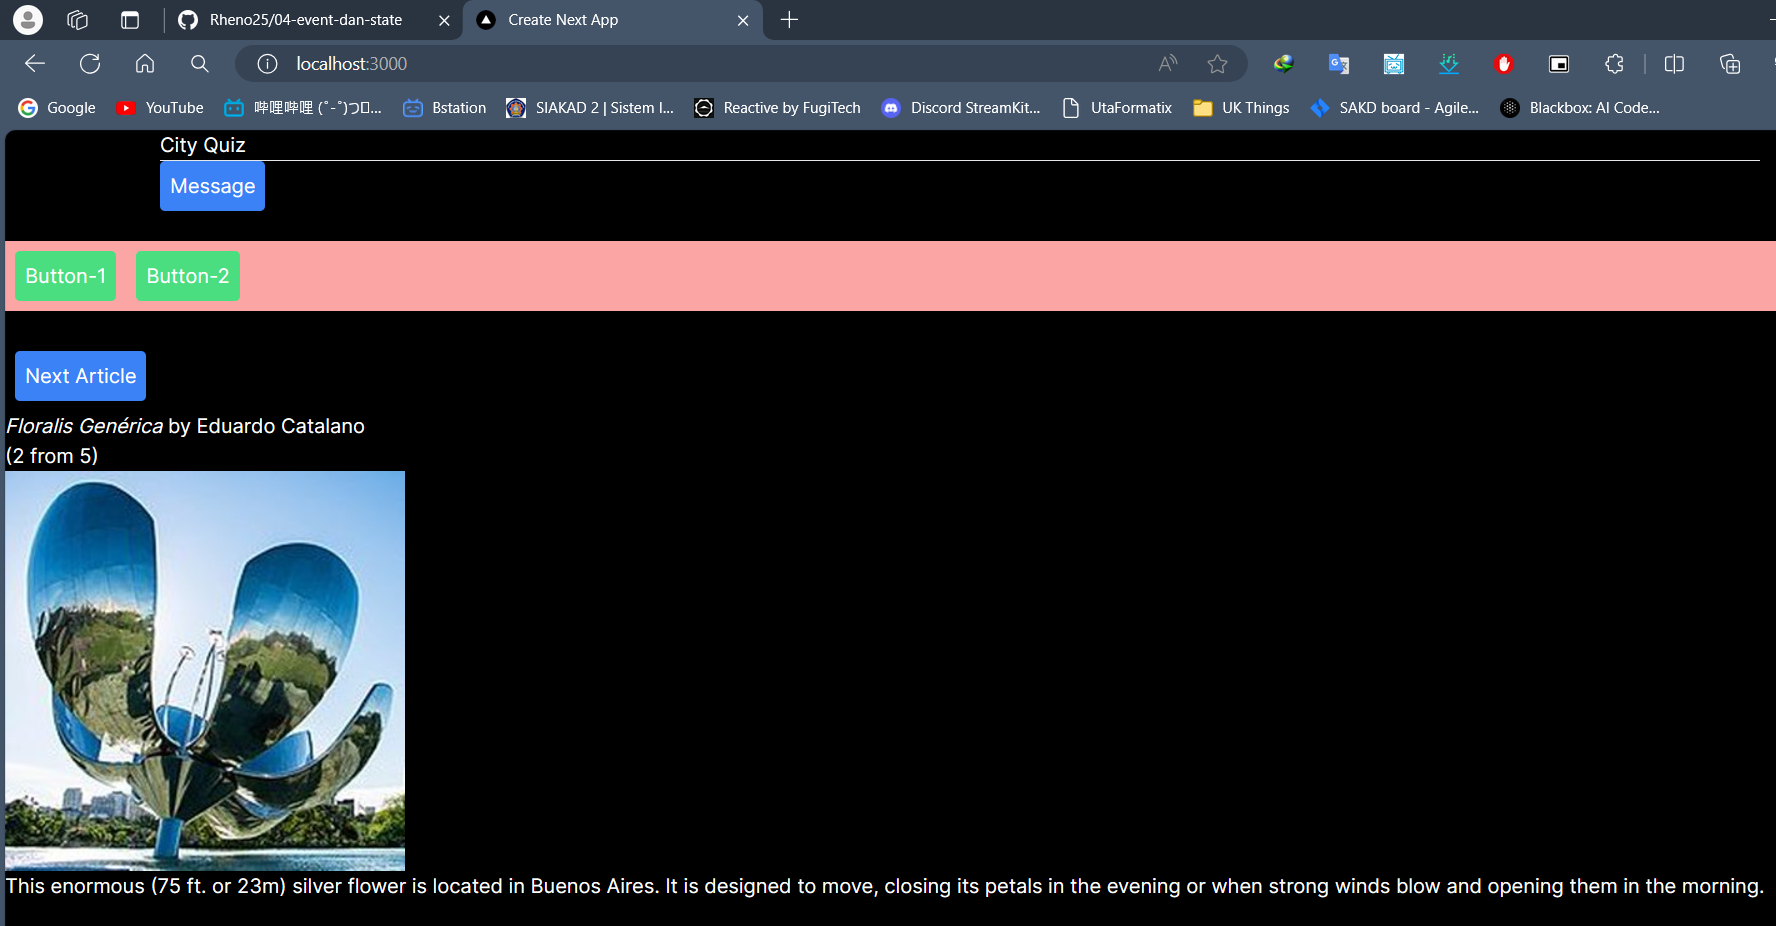 Rheno25/04-event-dan-state
Create Next App
localhost:3000
Google
YouTube
哔哩哔哩 (゜-゜)つロ...
Bstation
SIAKAD 2 | Sistem I...
Reactive by FugiTech
Discord StreamKit...
UtaFormatix
UK Things
SAKD board - Agile...
Blackbox: AI Code...
City Quiz
Message
Button-1
Button-2
Next Article
Floralis Genérica by Eduardo Catalano
(2 from 5)
This enormous (75 ft. or 23m) silver flower is located in Buenos Aires. It is designed to move, closing its petals in the evening or when strong winds blow and opening them in the morning.